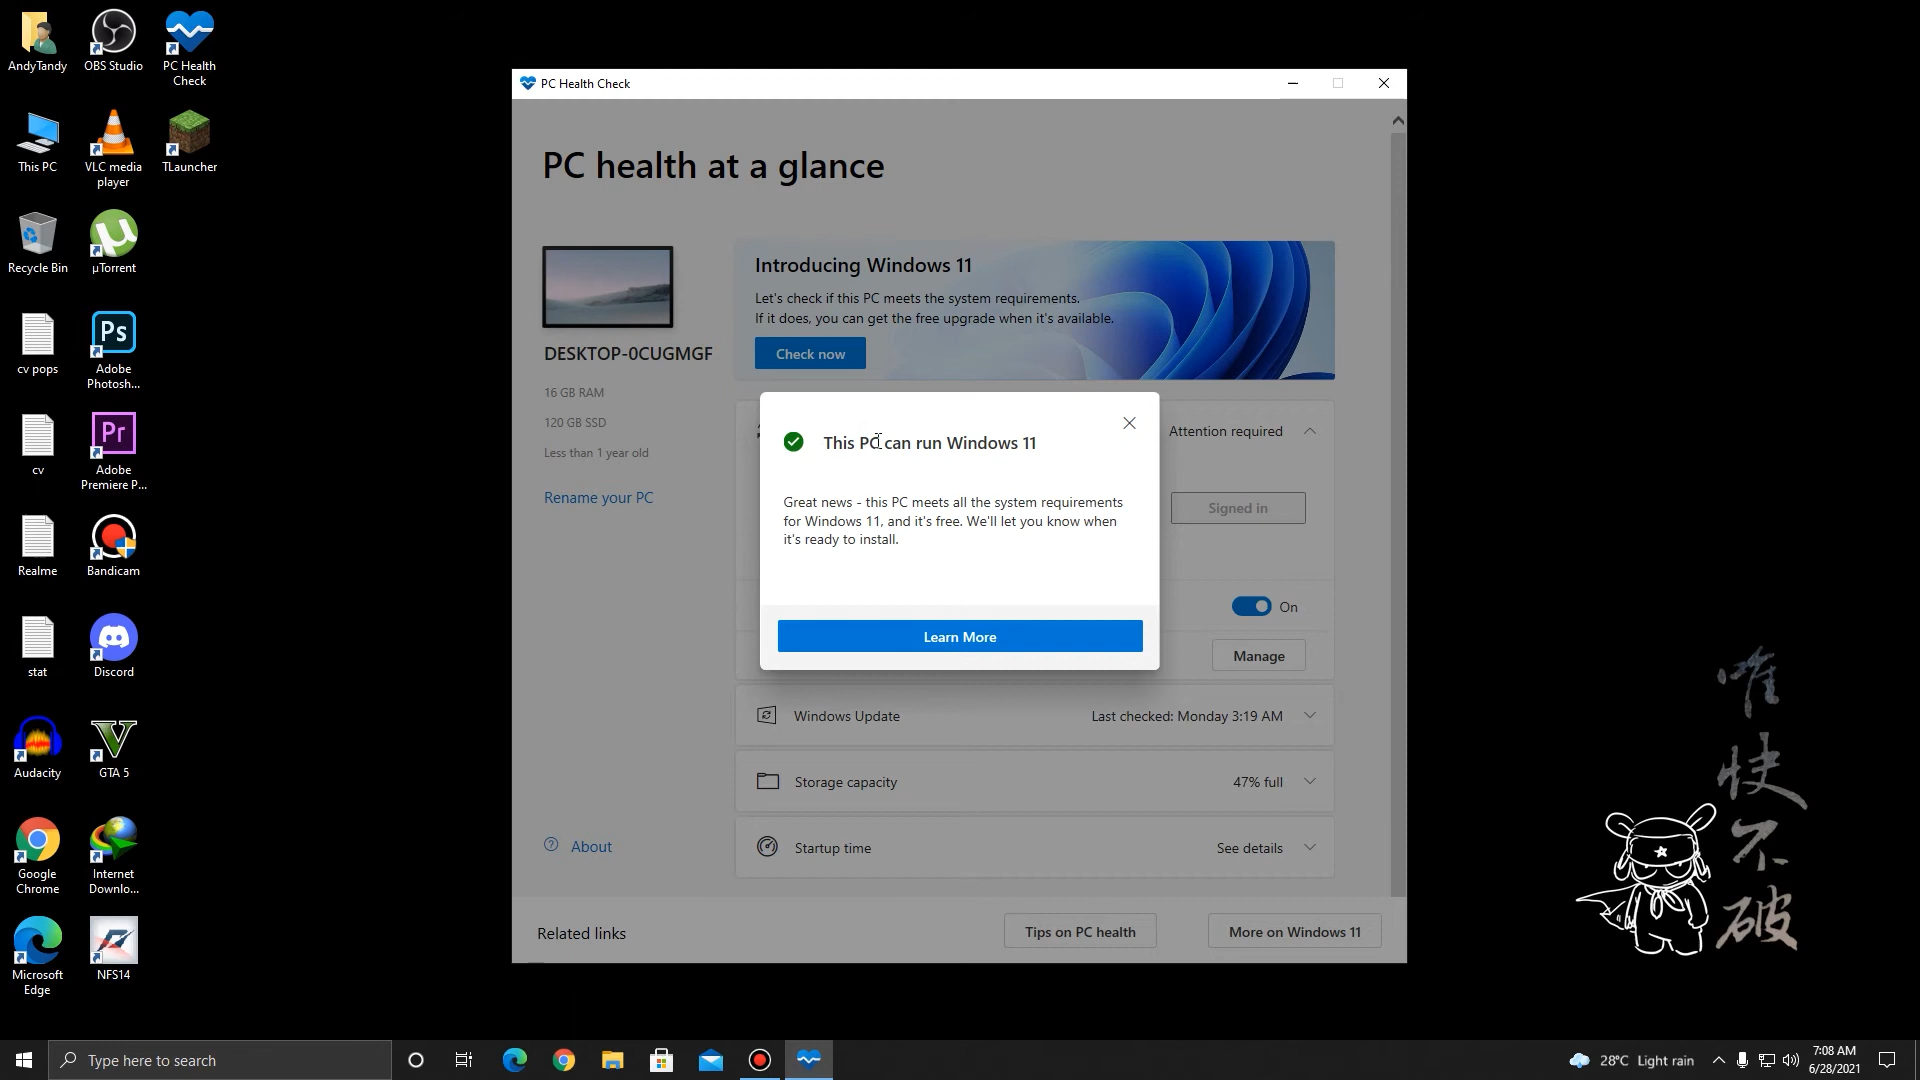 AndyTandy
OBS Studio
PC Health
Check
This PC
VLC media
player
TLauncher
Recycle Bin
µTorrent
cv pops
Ps
Adobe
Photosh...
cv
Pr
Adobe
Premiere P...
Realme
Bandicam
stat
Discord
Audacity
GTA 5
Google
Chrome
Internet
Downlo...
Microsoft
Edge
NFS14
PC Health Check
PC health at a glance
DESKTOP-0CUGMGF
16 GB RAM
120 GB SSD
Less than 1 year old
Rename your PC
Introducing Windows 11
Let's check if this PC meets the system requirements.
If it does, you can get the free upgrade when it's available.
Check now
Attention required
This PC can run Windows 11
Great news - this PC meets all the system requirements
for Windows 11, and it's free. We'll let you know when
it's ready to install.
Learn More
Signed in
On
Manage
Windows Update
Last checked: Monday 3:19 AM
Storage capacity
47% full
Startup time
See details
About
Related links
Tips on PC health
More on Windows 11
唯
快
不
破
Type here to search
28°C Light rain
7:08 AM
6/28/2021